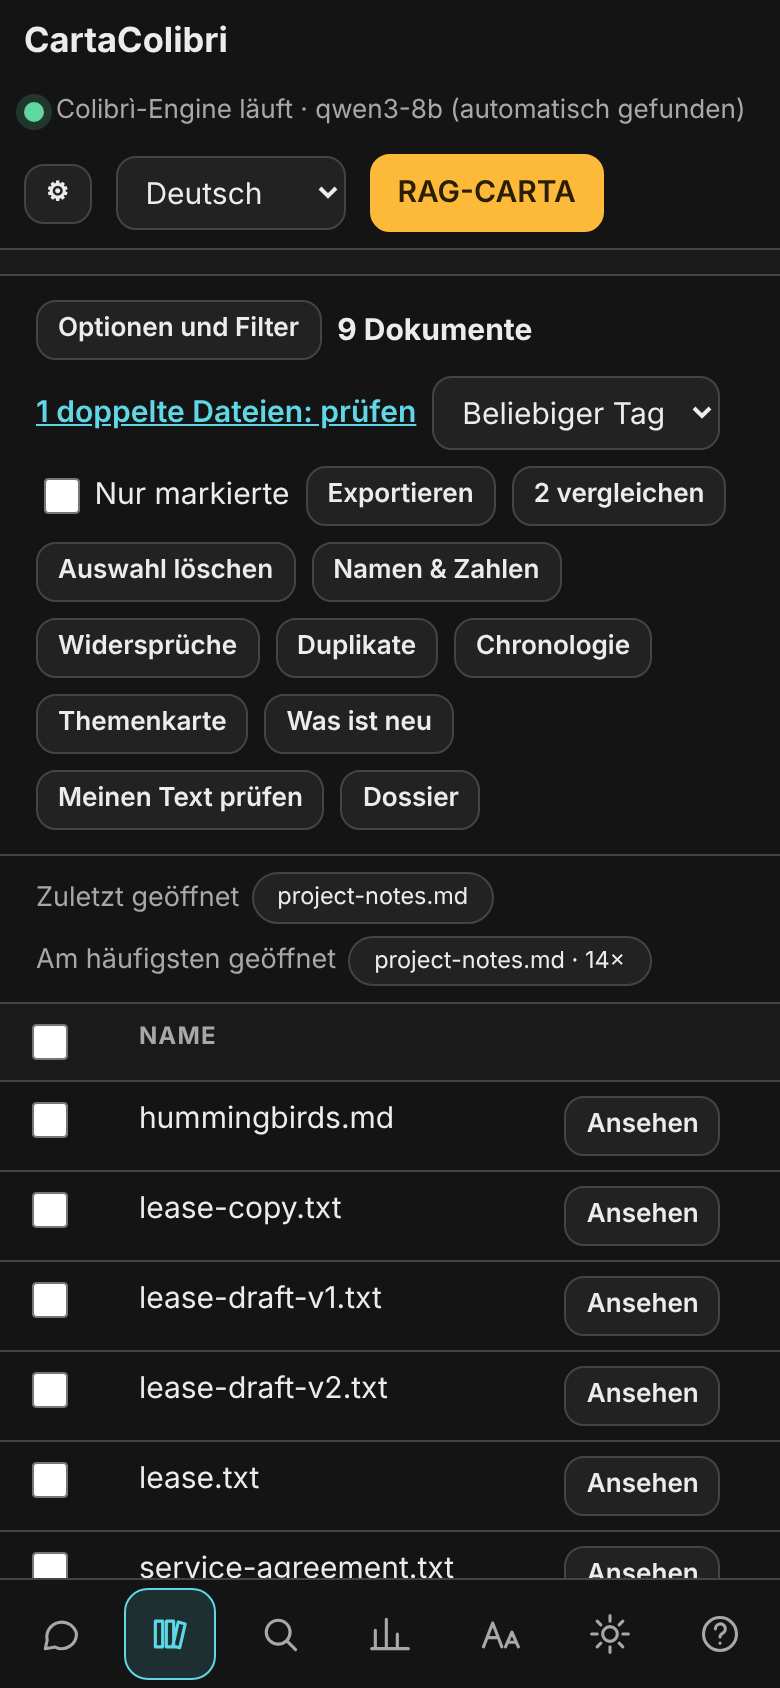 CartaColibri
Colibrì-Engine läuft · qwen3-8b (automatisch gefunden)
Deutsch RAG-CARTA
Optionen und Filter 9 Dokumente
1 doppelte Dateien: prüfen Beliebiger Tag
Nur markierte Exportieren 2 vergleichen
Auswahl löschen Namen & Zahlen
Widersprüche Duplikate Chronologie
Themenkarte Was ist neu
Meinen Text prüfen Dossier
Zuletzt geöffnet project-notes.md
Am häufigsten geöffnet project-notes.md · 14×
NAME
hummingbirds.md Ansehen
lease-copy.txt Ansehen
lease-draft-v1.txt Ansehen
lease-draft-v2.txt Ansehen
lease.txt Ansehen
service-agreement.txt Ansehen
AA